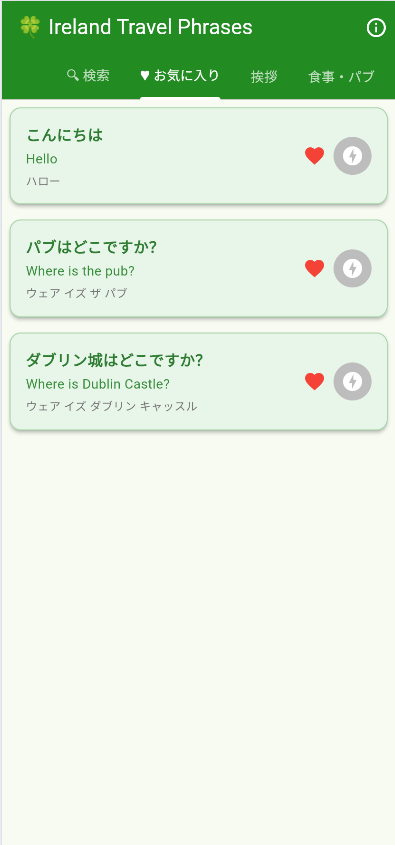 🍀 Ireland Travel Phrases
🔍 検索 ♥ お気に入り 挨拶 食事・パブ
こんにちは
Hello
ハロー
パブはどこですか？
Where is the pub?
ウェア イズ ザ パブ
ダブリン城はどこですか？
Where is Dublin Castle?
ウェア イズ ダブリン キャッスル